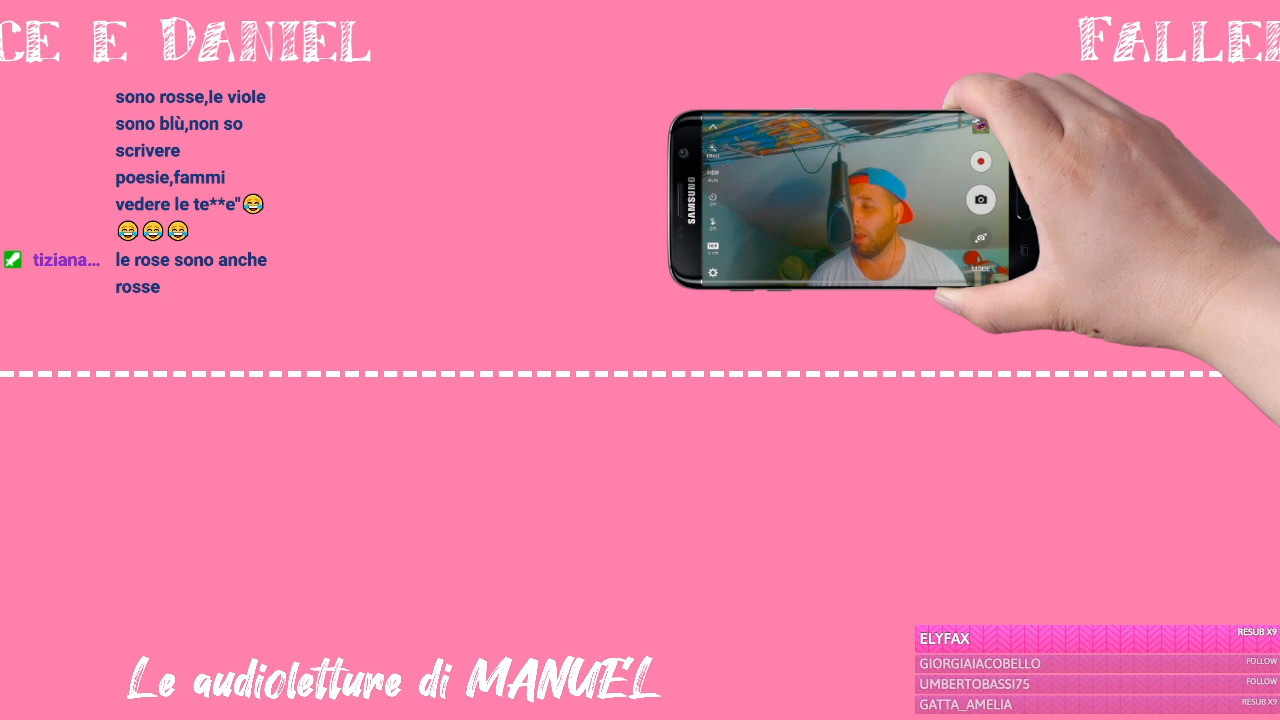 CE E DANIEL
FALLEN
sono rosse,le viole
sono blù,non so
scrivere
poesie,fammi
vedere le te**e"😂
😂😂😂
tiziana... le rose sono anche
rosse
SAMSUNG
HDR
MODE
Le audioletture di MANUEL
ELYFAX RESUB X9
GIORGIAIACOBELLO FOLLOW
UMBERTOBASSI75 FOLLOW
GATTA_AMELIA RESUB X9